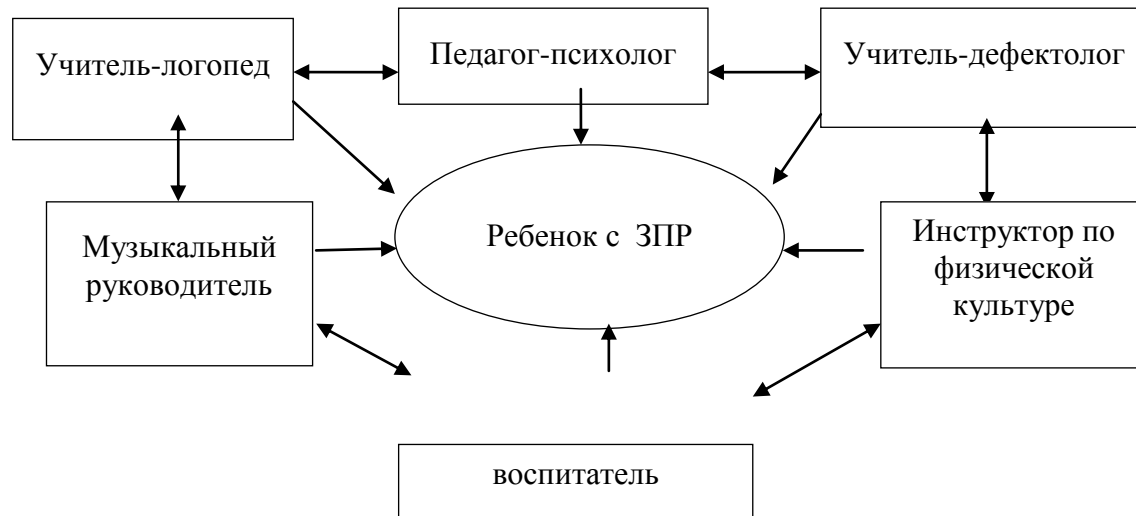 Учитель-логопед
Педагог-психолог
Учитель-дефектолог
Музыкальный
руководитель
Ребенок с ЗПР
Инструктор по
физической
культуре
воспитатель